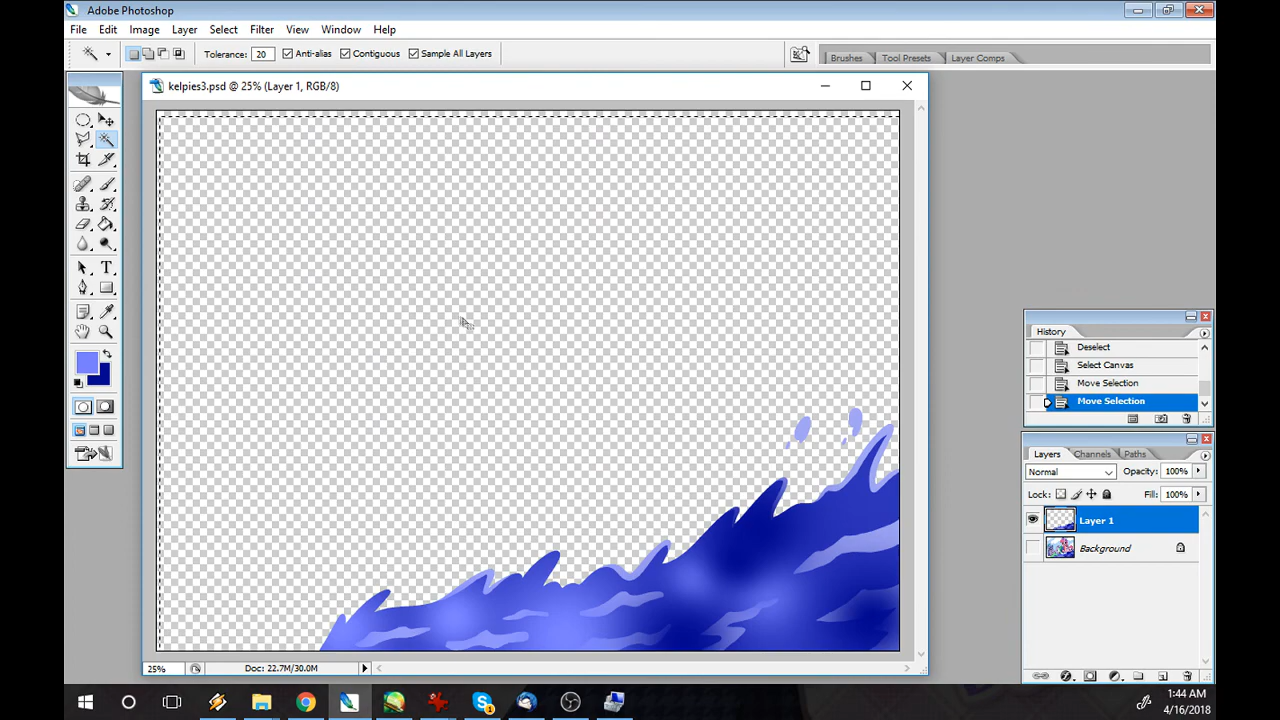 Adobe Photoshop
File Edit Image Layer Select Filter View Window Help
Tolerance: 20 Anti-alias Contiguous Sample All Layers
Brushes Tool Presets Layer Comps
kelpies3.psd @ 25% (Layer 1, RGB/8)
History
Deselect
Select Canvas
Move Selection
Move Selection
Layers Channels Paths
Normal Opacity: 100%
Lock: Fill: 100%
Layer 1
Background
25% Doc: 22.7M/30.0M
1:44 AM
4/16/2018